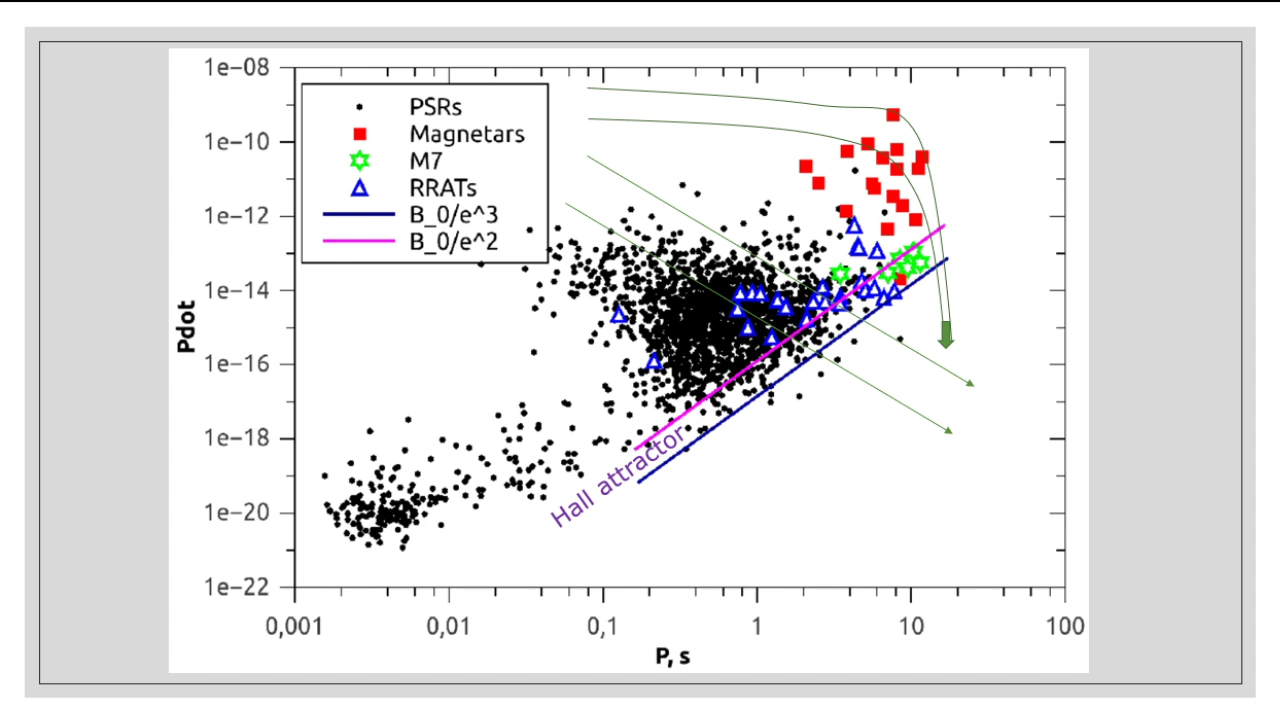 1e−08
1e−10
1e−12
1e−14
1e−16
1e−18
1e−20
1e−22
Pdot
PSRs
Magnetars
M7
RRATs
B_0/e^3
B_0/e^2
Hall attractor
0,001 0,01 0,1 1 10 100
P, s